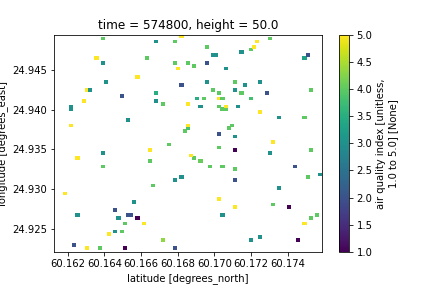 time = 574800, height = 50.0
longitude [degrees_east]
24.945
24.940
24.935
24.930
24.925
60.162 60.164 60.166 60.168 60.170 60.172 60.174
latitude [degrees_north]
5.0
4.5
4.0
3.5
3.0
2.5
2.0
1.5
1.0
air quality index [unitless,
1.0 to 5.0] [None]